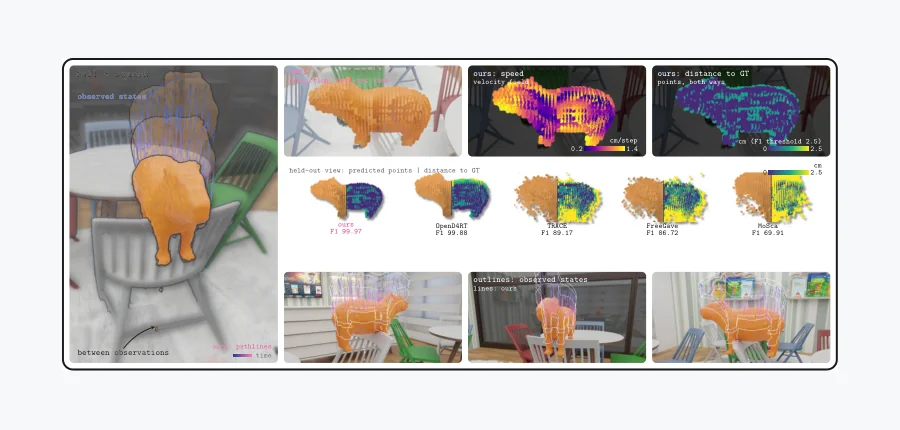 observed states
between observations
pathlines
time
ours: speed
velocity field
cm/step
0.2 1.4
ours: distance to GT
points, both ways
cm (F1 threshold 2.5)
0 2.5
held-out view: predicted points | distance to GT
cm
0 2.5
ours
F1 99.97
OpenD4RT
F1 99.88
TRACE
F1 89.17
FreeGave
F1 86.72
MoSca
F1 69.91
outlines: observed states
lines: ours